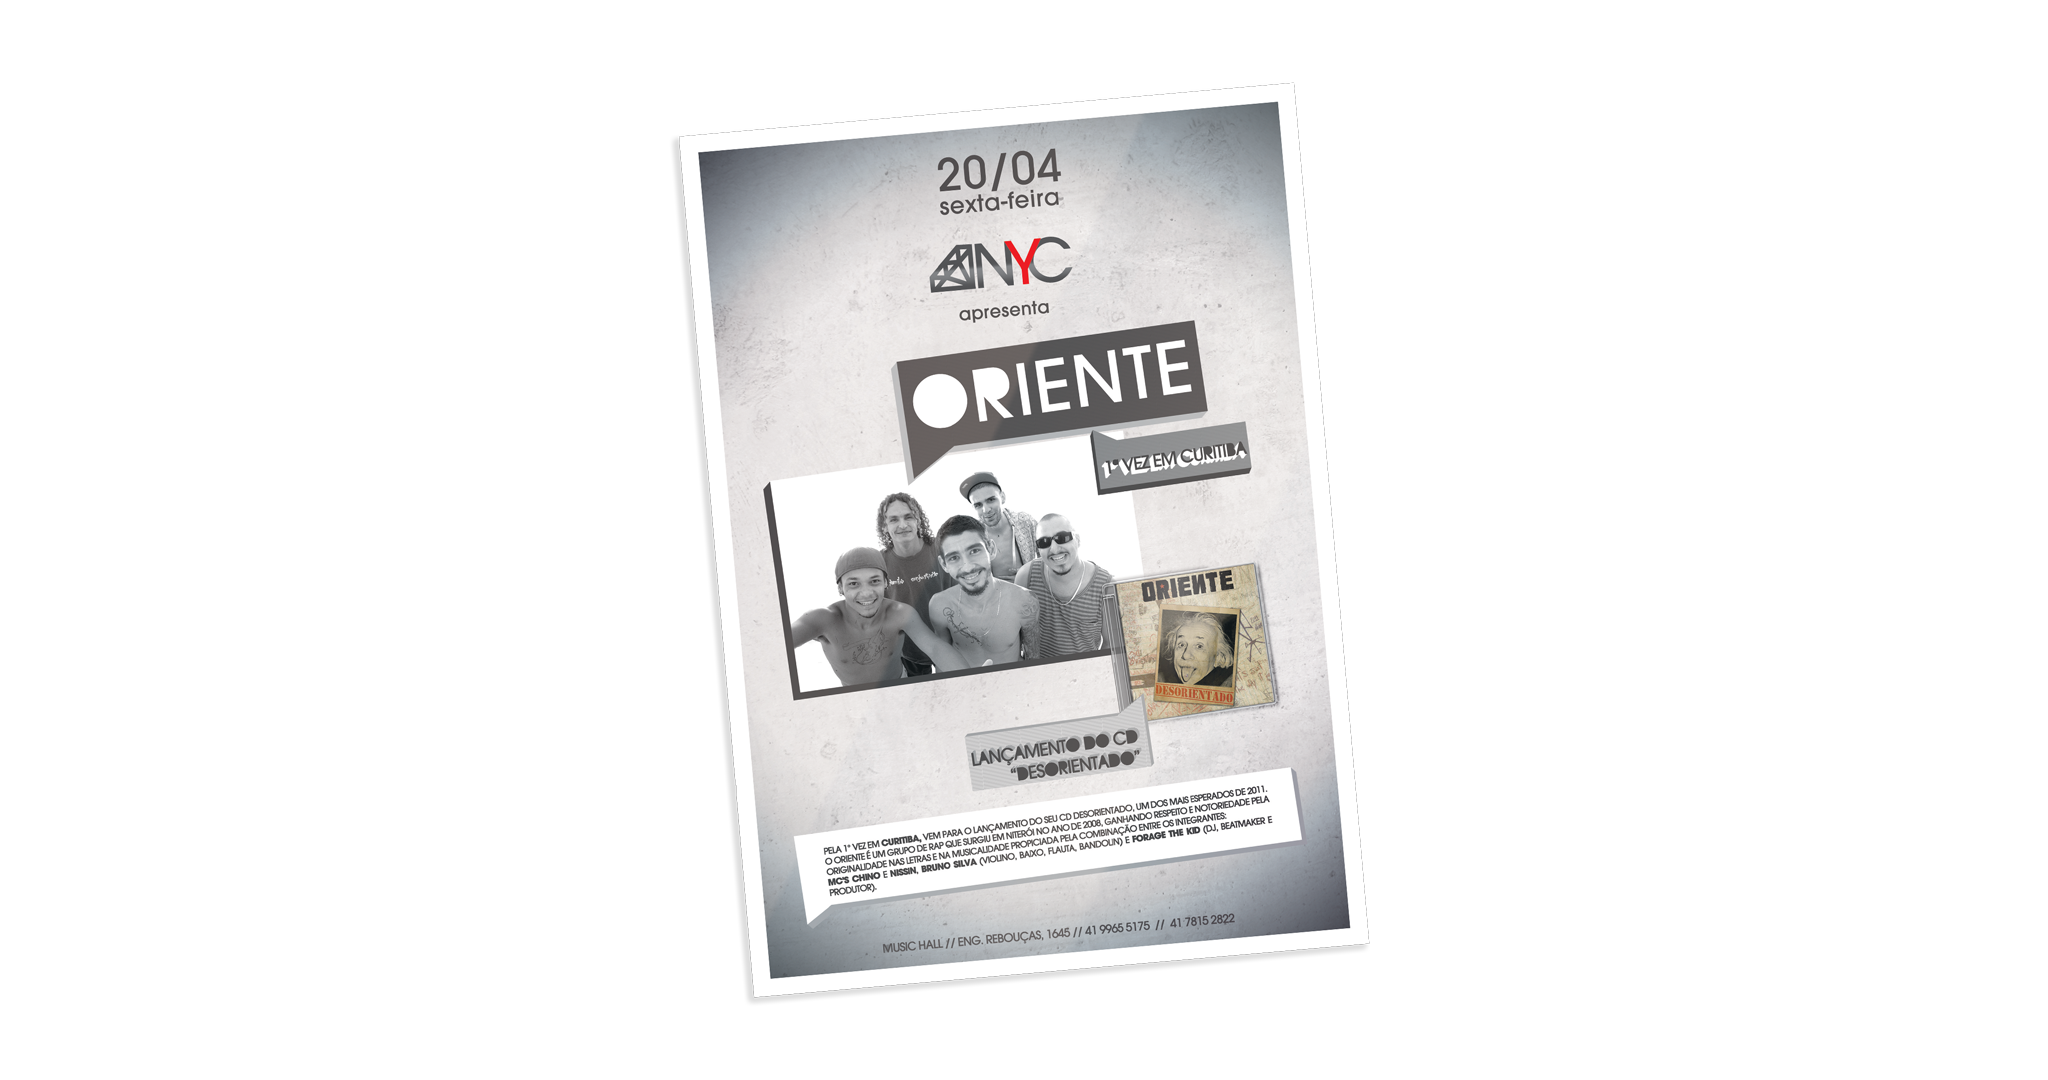 20/04
sexta-feira
NYC
apresenta
ORIENTE
1ª VEZ EM CURITIBA
ORIENTE
DESORIENTADO
LANÇAMENTO DO CD
“DESORIENTADO”
PELA 1ª VEZ EM CURITIBA, VEM PARA O LANÇAMENTO DO SEU CD DESORIENTADO, UM DOS MAIS ESPERADOS DE 2011.
O ORIENTE É UM GRUPO DE RAP QUE SURGIU EM NITERÓI NO ANO DE 2008, GANHANDO RESPEITO E NOTORIEDADE PELA
ORIGINALIDADE NAS LETRAS E NA MUSICALIDADE PROPICIADA PELA COMBINAÇÃO ENTRE OS INTEGRANTES:
MC'S CHINO E NISSIN, BRUNO SILVA (VIOLINO, BAIXO, FLAUTA, BANDOLIN) E FORAGE THE KID (DJ, BEATMAKER E
PRODUTOR).
MUSIC HALL // ENG. REBOUÇAS, 1645 // 41 9965 5175 // 41 7815 2822